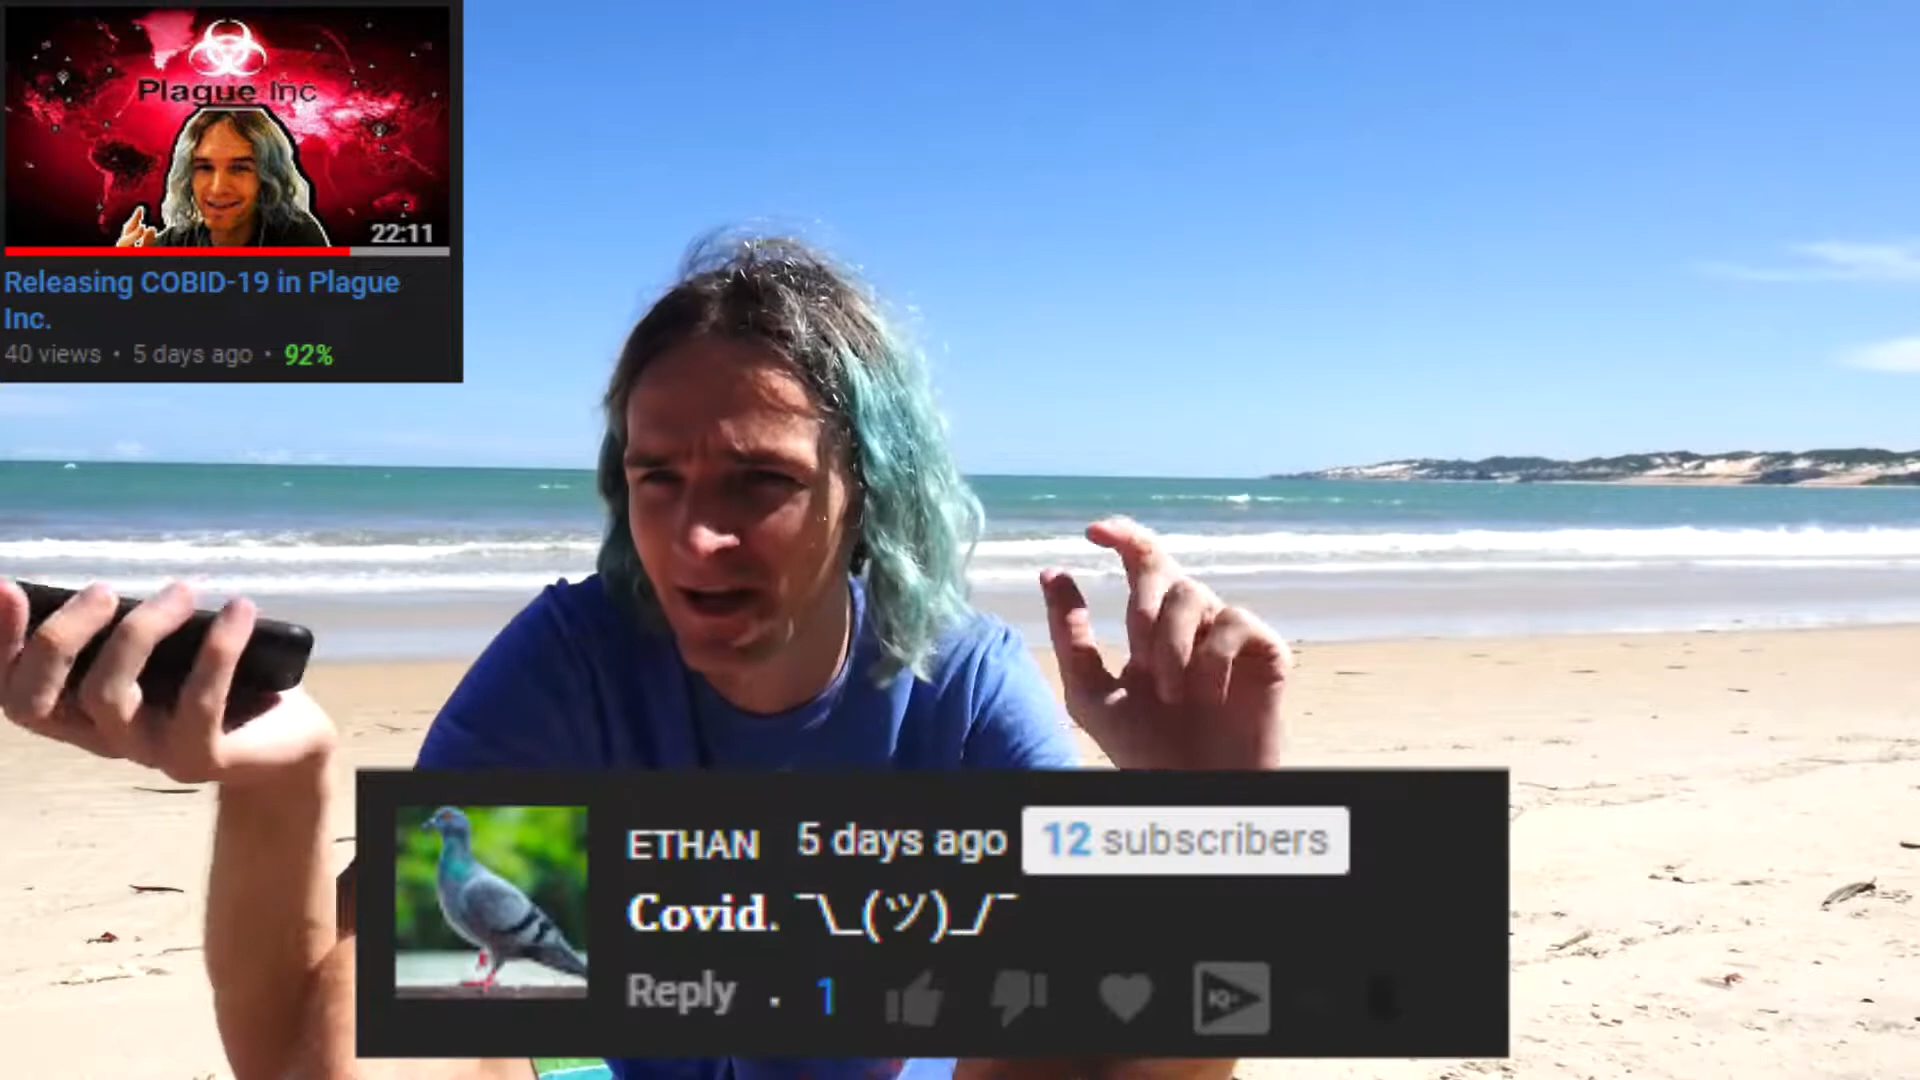 Plague Inc
22:11
Releasing COBID-19 in Plague
Inc.
40 views • 5 days ago • 92%
ETHAN 5 days ago 12 subscribers
Covid. ¯\_(ツ)_/¯
Reply . 1
IQ+